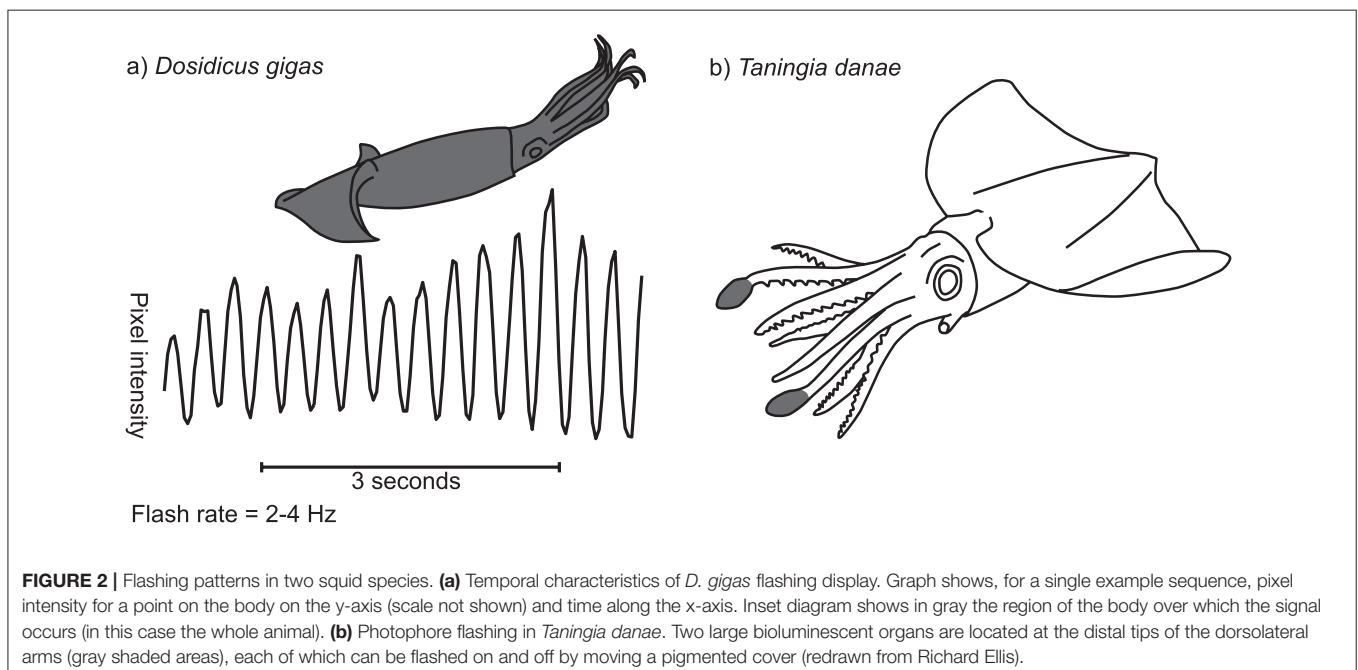 a) Dosidicus gigas
b) Taningia danae
Pixel intensity
3 seconds
Flash rate = 2-4 Hz
FIGURE 2 | Flashing patterns in two squid species. (a) Temporal characteristics of D. gigas flashing display. Graph shows, for a single example sequence, pixel
intensity for a point on the body on the y-axis (scale not shown) and time along the x-axis. Inset diagram shows in gray the region of the body over which the signal
occurs (in this case the whole animal). (b) Photophore flashing in Taningia danae. Two large bioluminescent organs are located at the distal tips of the dorsolateral
arms (gray shaded areas), each of which can be flashed on and off by moving a pigmented cover (redrawn from Richard Ellis).